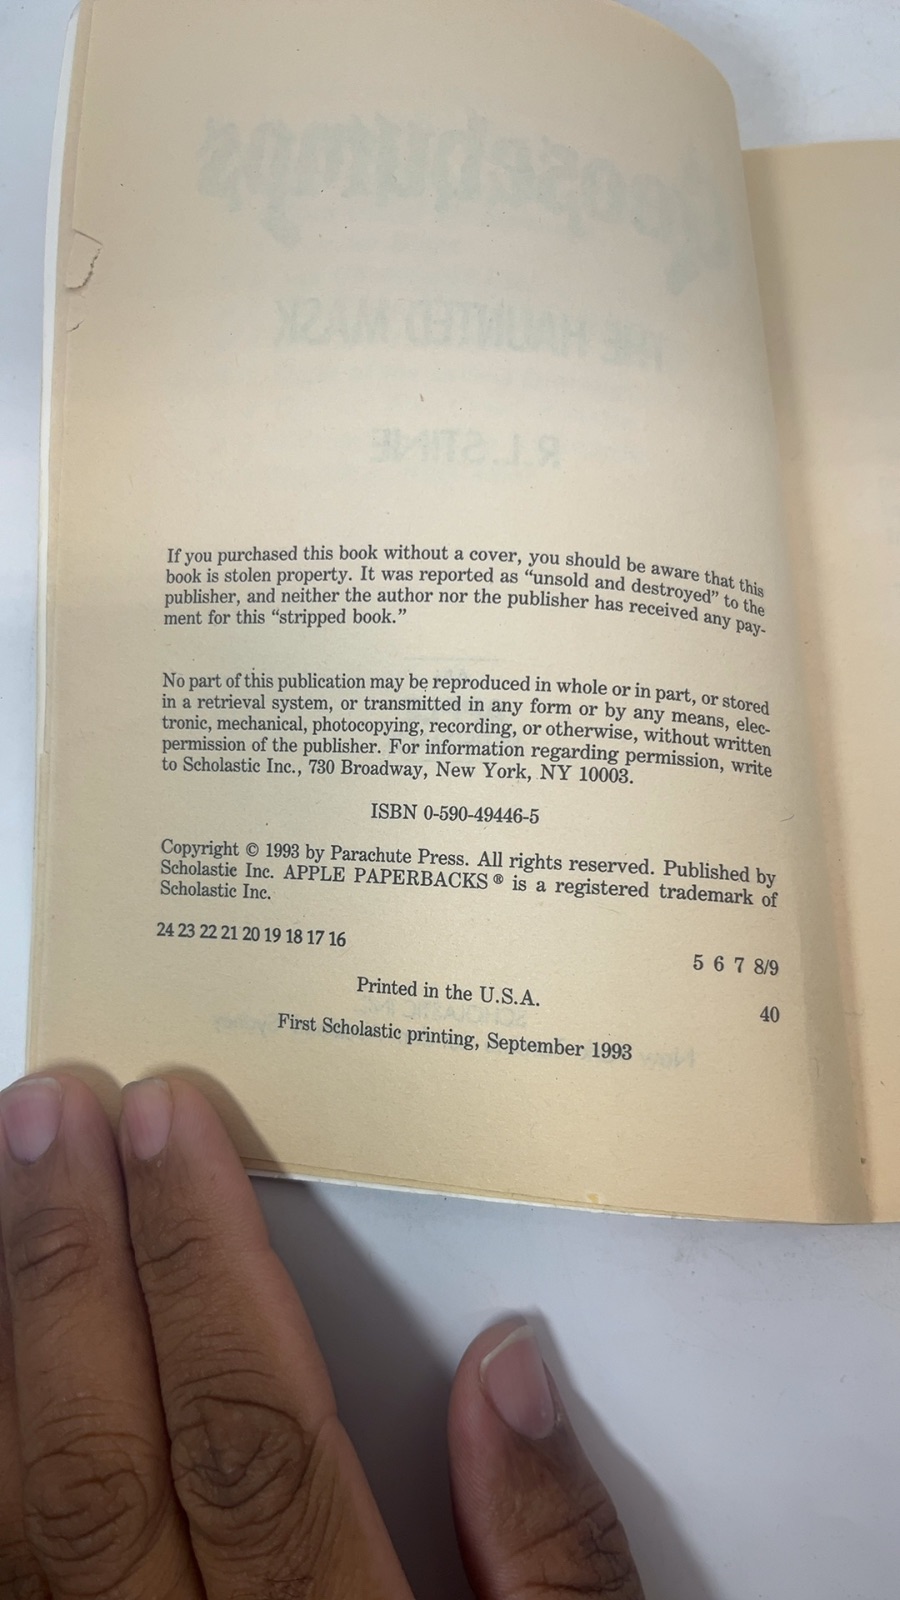 Goosebumps
THE HAUNTED MASK
R.L. STINE
If you purchased this book without a cover, you should be aware that this
book is stolen property. It was reported as “unsold and destroyed” to the
publisher, and neither the author nor the publisher has received any pay-
ment for this “stripped book.”
No part of this publication may be reproduced in whole or in part, or stored
in a retrieval system, or transmitted in any form or by any means, elec-
tronic, mechanical, photocopying, recording, or otherwise, without written
permission of the publisher. For information regarding permission, write
to Scholastic Inc., 730 Broadway, New York, NY 10003.
ISBN 0-590-49446-5
Copyright © 1993 by Parachute Press. All rights reserved. Published by
Scholastic Inc. APPLE PAPERBACKS ® is a registered trademark of
Scholastic Inc.
24 23 22 21 20 19 18 17 16 5 6 7 8/9
Printed in the U.S.A. 40
First Scholastic printing, September 1993